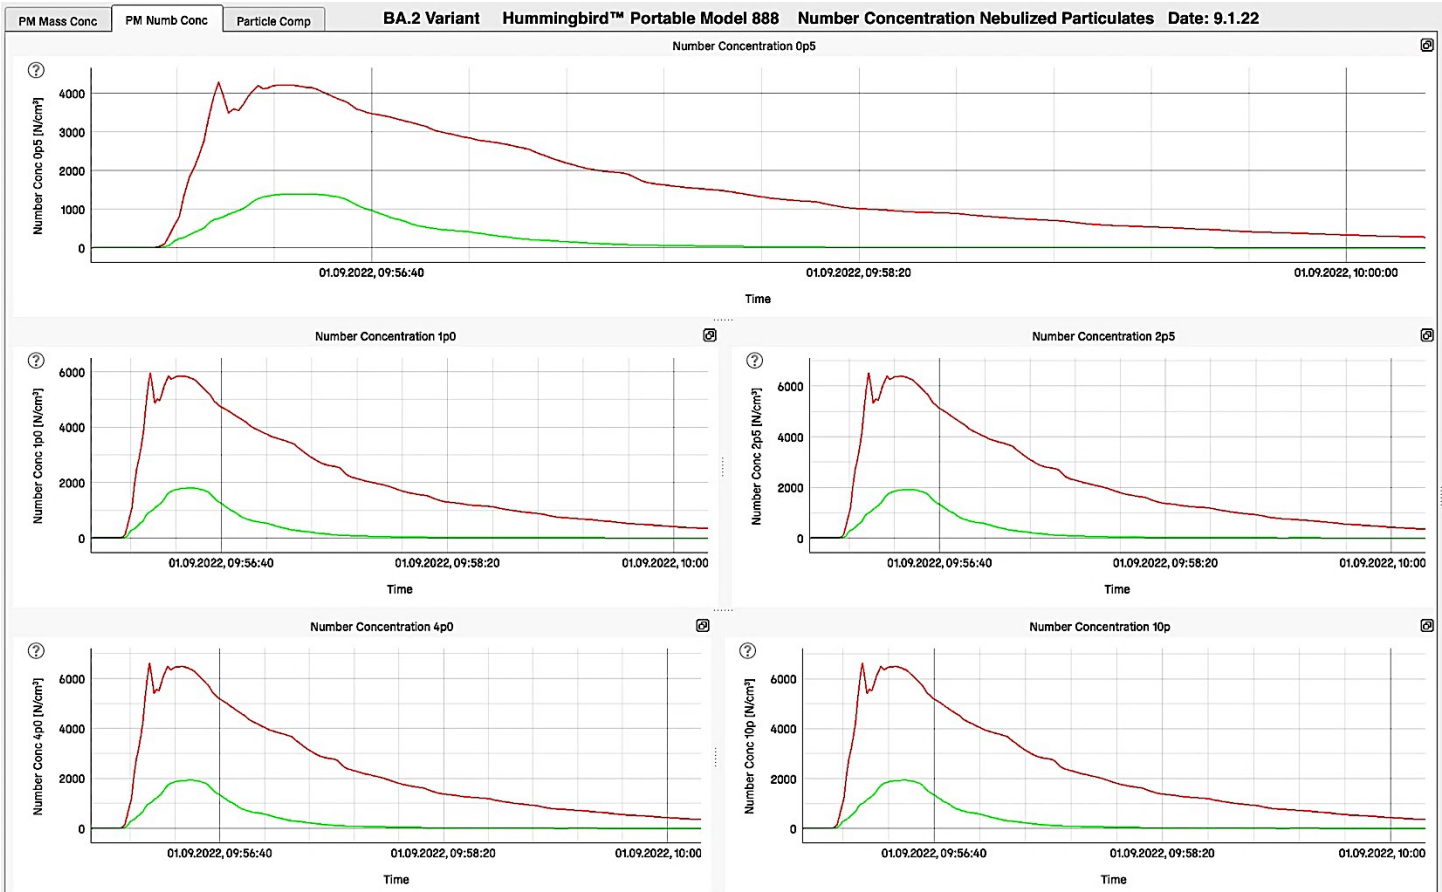 PM Mass Conc
PM Numb Conc
Particle Comp
BA.2 Variant Hummingbird™ Portable Model 888 Number Concentration Nebulized Particulates Date: 9.1.22
Number Concentration 0p5
?
Number Conc 0p5 [N/cm³]
4000
3000
2000
1000
0
01.09.2022, 09:56:40
01.09.2022, 09:58:20
01.09.2022, 10:00:00
Time
Number Concentration 1p0
?
Number Conc 1p0 [N/cm³]
6000
4000
2000
0
01.09.2022, 09:56:40
01.09.2022, 09:58:20
01.09.2022, 10:00
Time
Number Concentration 2p5
?
Number Conc 2p5 [N/cm³]
6000
4000
2000
0
01.09.2022, 09:56:40
01.09.2022, 09:58:20
01.09.2022, 10:00
Time
Number Concentration 4p0
?
Number Conc 4p0 [N/cm³]
6000
4000
2000
0
01.09.2022, 09:56:40
01.09.2022, 09:58:20
01.09.2022, 10:00
Time
Number Concentration 10p
?
Number Conc 10p [N/cm³]
6000
4000
2000
0
01.09.2022, 09:56:40
01.09.2022, 09:58:20
01.09.2022, 10:00
Time